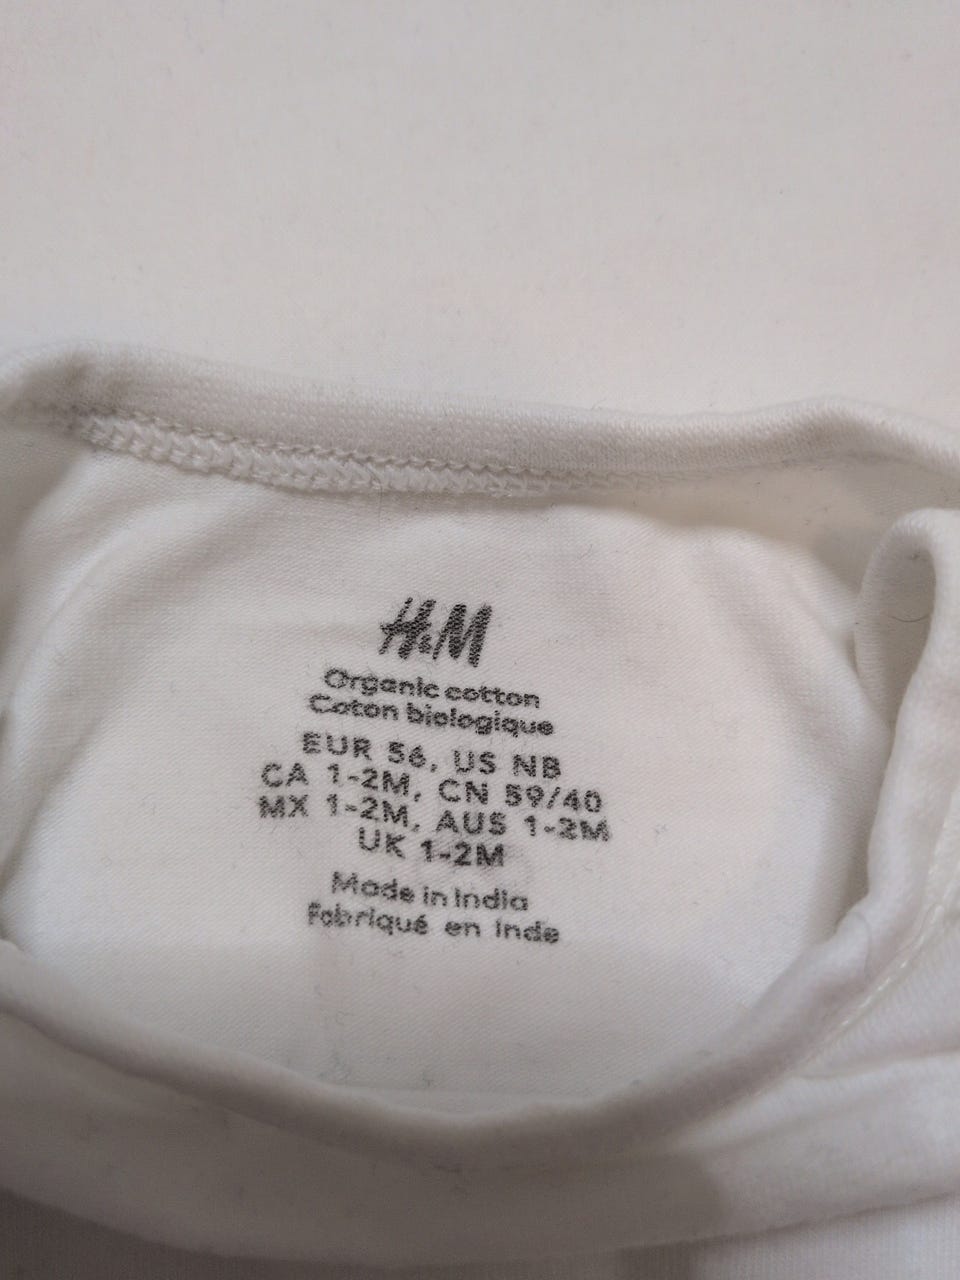 H&M
Organic cotton
Coton biologique
EUR 56, US NB
CA 1-2M, CN 59/40
MX 1-2M, AUS 1-2M
UK 1-2M
Made in India
Fabriqué en Inde